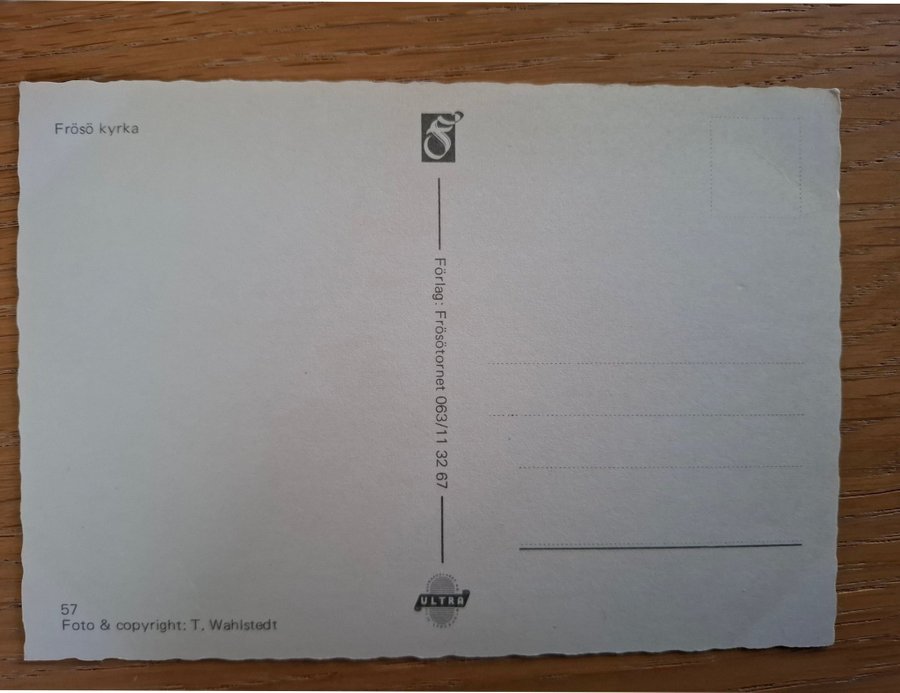 Frösö kyrka
Förlag: Frösötornet 063/11 32 67
ULTRA
57
Foto & copyright: T. Wahlstedt